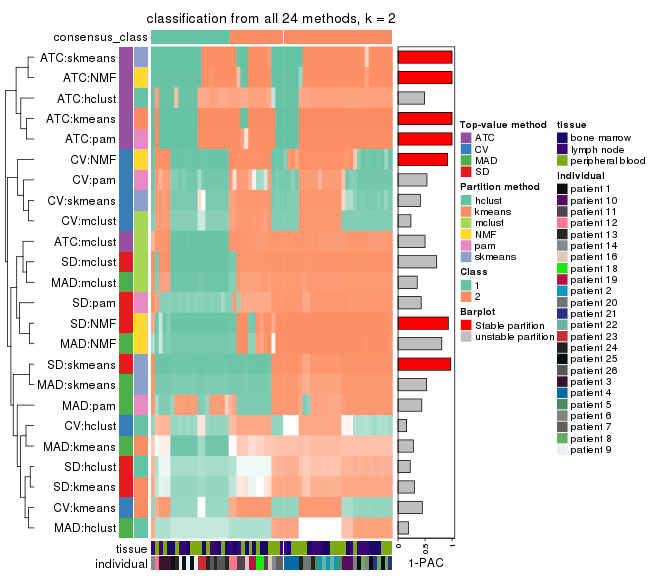 classification from all 24 methods, k = 2
consensus_class
ATC:skmeans
ATC:NMF
ATC:hclust
ATC:kmeans
ATC:pam
CV:NMF
CV:pam
CV:skmeans
CV:mclust
ATC:mclust
SD:mclust
MAD:mclust
SD:pam
SD:NMF
MAD:NMF
SD:skmeans
MAD:skmeans
MAD:pam
CV:hclust
MAD:kmeans
SD:hclust
SD:kmeans
CV:kmeans
MAD:hclust
tissue
individual
0
0.5
1
1-PAC
Top-value method
ATC
CV
MAD
SD
Partition method
hclust
kmeans
mclust
NMF
pam
skmeans
Class
1
2
Barplot
Stable partition
unstable partition
tissue
bone marrow
lymph node
peripheral blood
individual
patient 1
patient 10
patient 11
patient 12
patient 13
patient 14
patient 16
patient 18
patient 19
patient 2
patient 20
patient 21
patient 22
patient 23
patient 24
patient 25
patient 26
patient 3
patient 4
patient 5
patient 6
patient 7
patient 8
patient 9